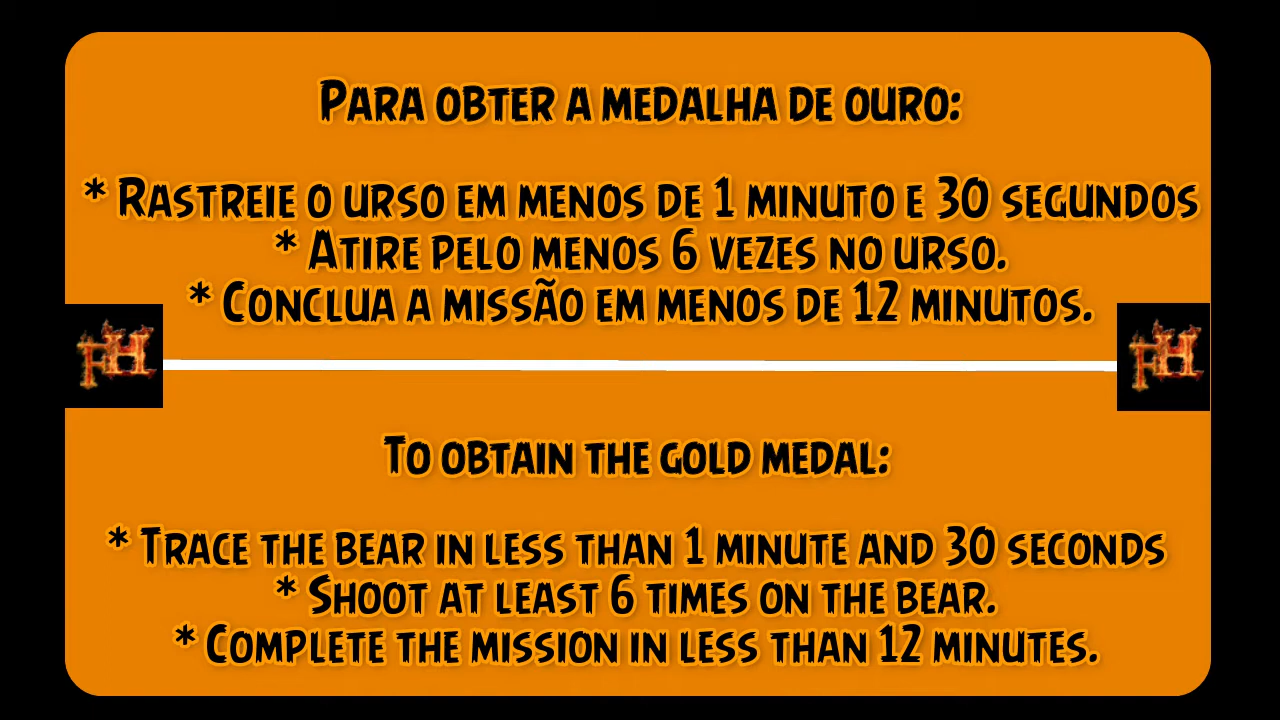 Para obter a medalha de ouro:
* Rastreie o urso em menos de 1 minuto e 30 segundos
* Atire pelo menos 6 vezes no urso.
* Conclua a missão em menos de 12 minutos.
FH FH
To obtain the gold medal:
* Trace the bear in less than 1 minute and 30 seconds
* Shoot at least 6 times on the bear.
* Complete the mission in less than 12 minutes.